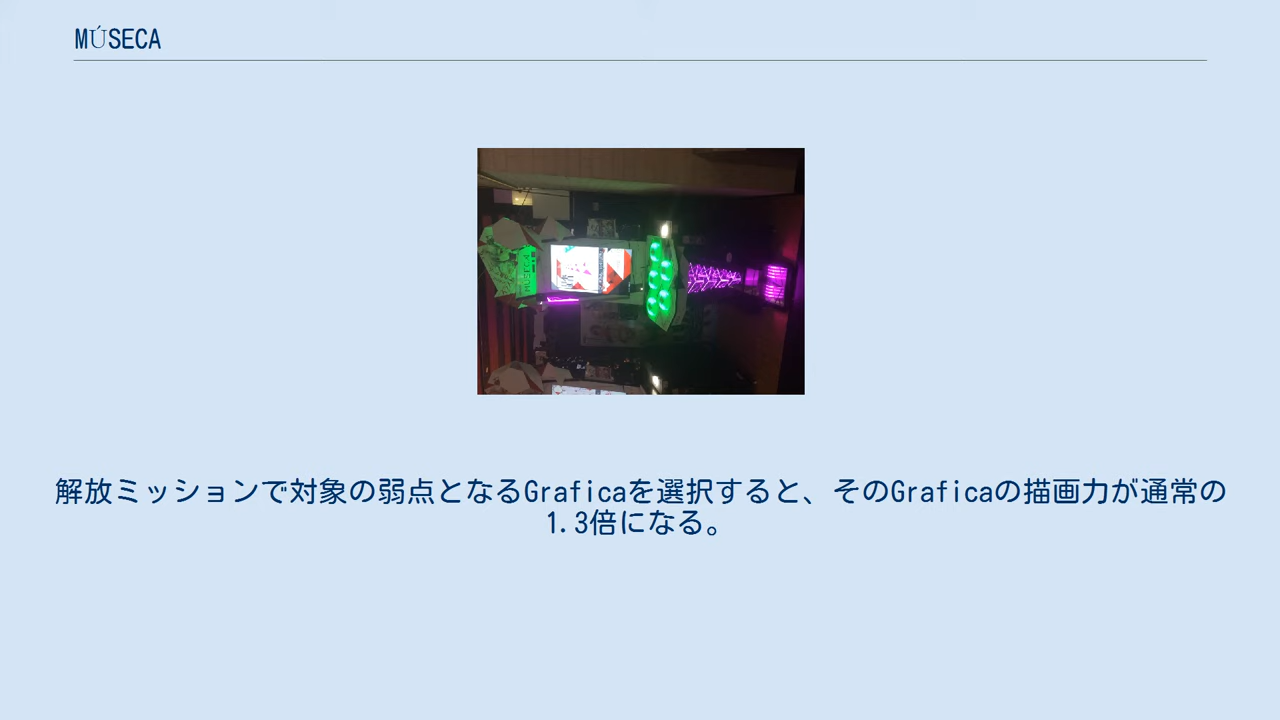 MÚSECA
MÚSECA
解放ミッションで対象の弱点となるGraficaを選択すると、そのGraficaの描画力が通常の
1.3倍になる。